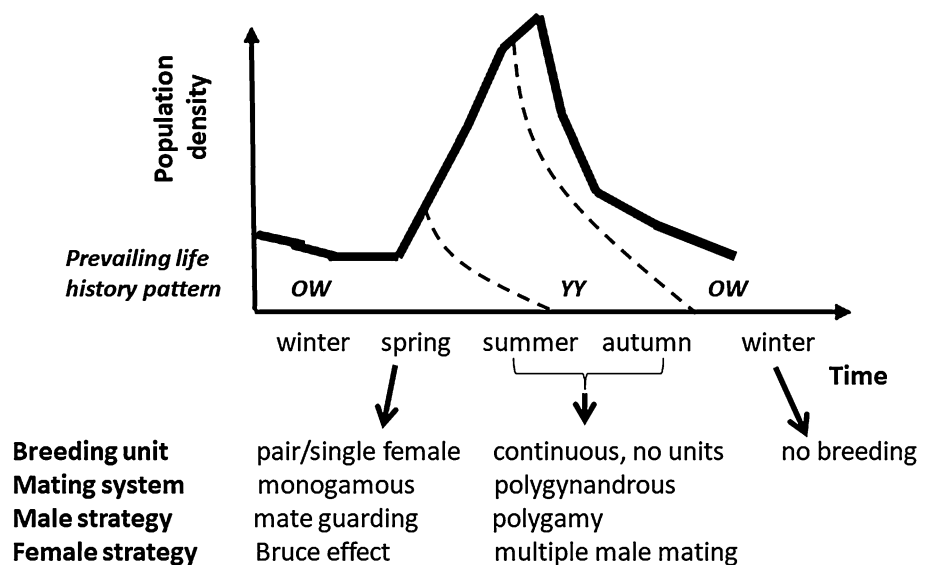 Population
density
Prevailing life
history pattern
OW
YY
OW
winter spring summer autumn winter
Time
Breeding unit pair/single female continuous, no units no breeding
Mating system monogamous polygynandrous
Male strategy mate guarding polygamy
Female strategy Bruce effect multiple male mating